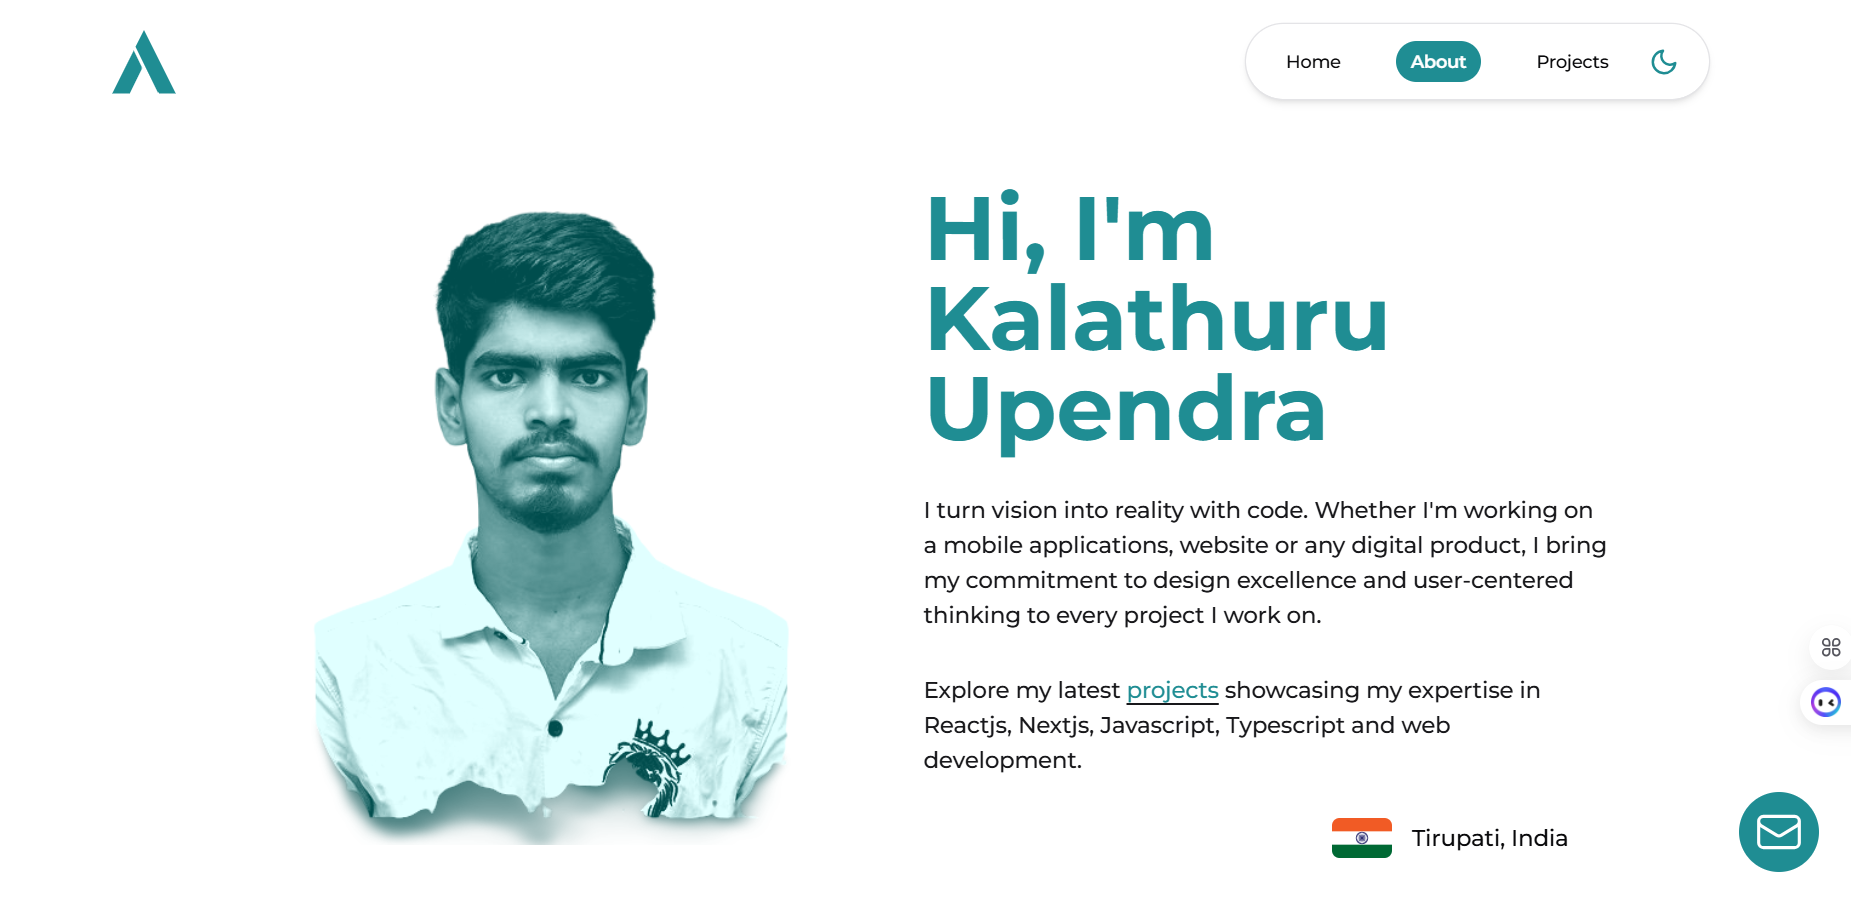 Home
About
Projects
Hi, I'm
Kalathuru
Upendra
I turn vision into reality with code. Whether I'm working on
a mobile applications, website or any digital product, I bring
my commitment to design excellence and user-centered
thinking to every project I work on.
Explore my latest projects showcasing my expertise in
Reactjs, Nextjs, Javascript, Typescript and web
development.
Tirupati, India